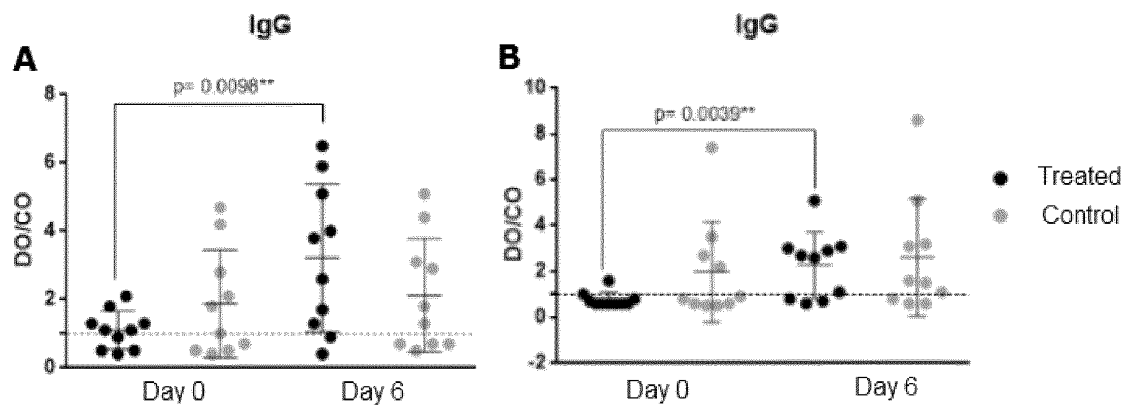 A
IgG
p= 0.0098**
DO/CO
8
6
4
2
0
Day 0
Day 6
B
IgG
p= 0.0039**
DO/CO
10
8
6
4
2
0
-2
Day 0
Day 6
Treated
Control